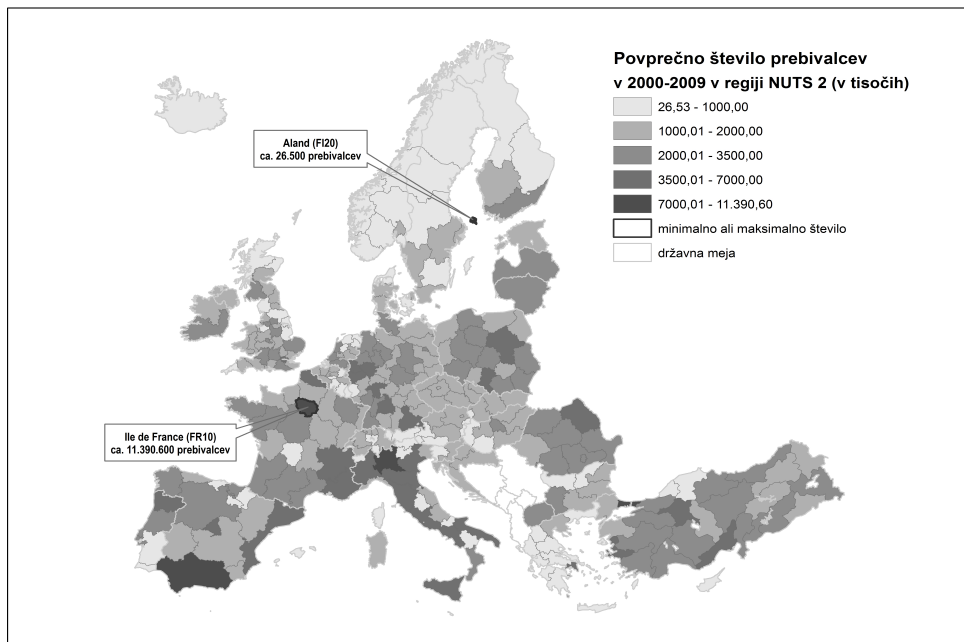 Povprečno število prebivalcev
v 2000-2009 v regiji NUTS 2 (v tisočih)
26,53 - 1000,00
1000,01 - 2000,00
2000,01 - 3500,00
3500,01 - 7000,00
7000,01 - 11.390,60
minimalno ali maksimalno število
državna meja
Aland (FI20)
ca. 26.500 prebivalcev
Ile de France (FR10)
ca. 11.390.600 prebivalcev